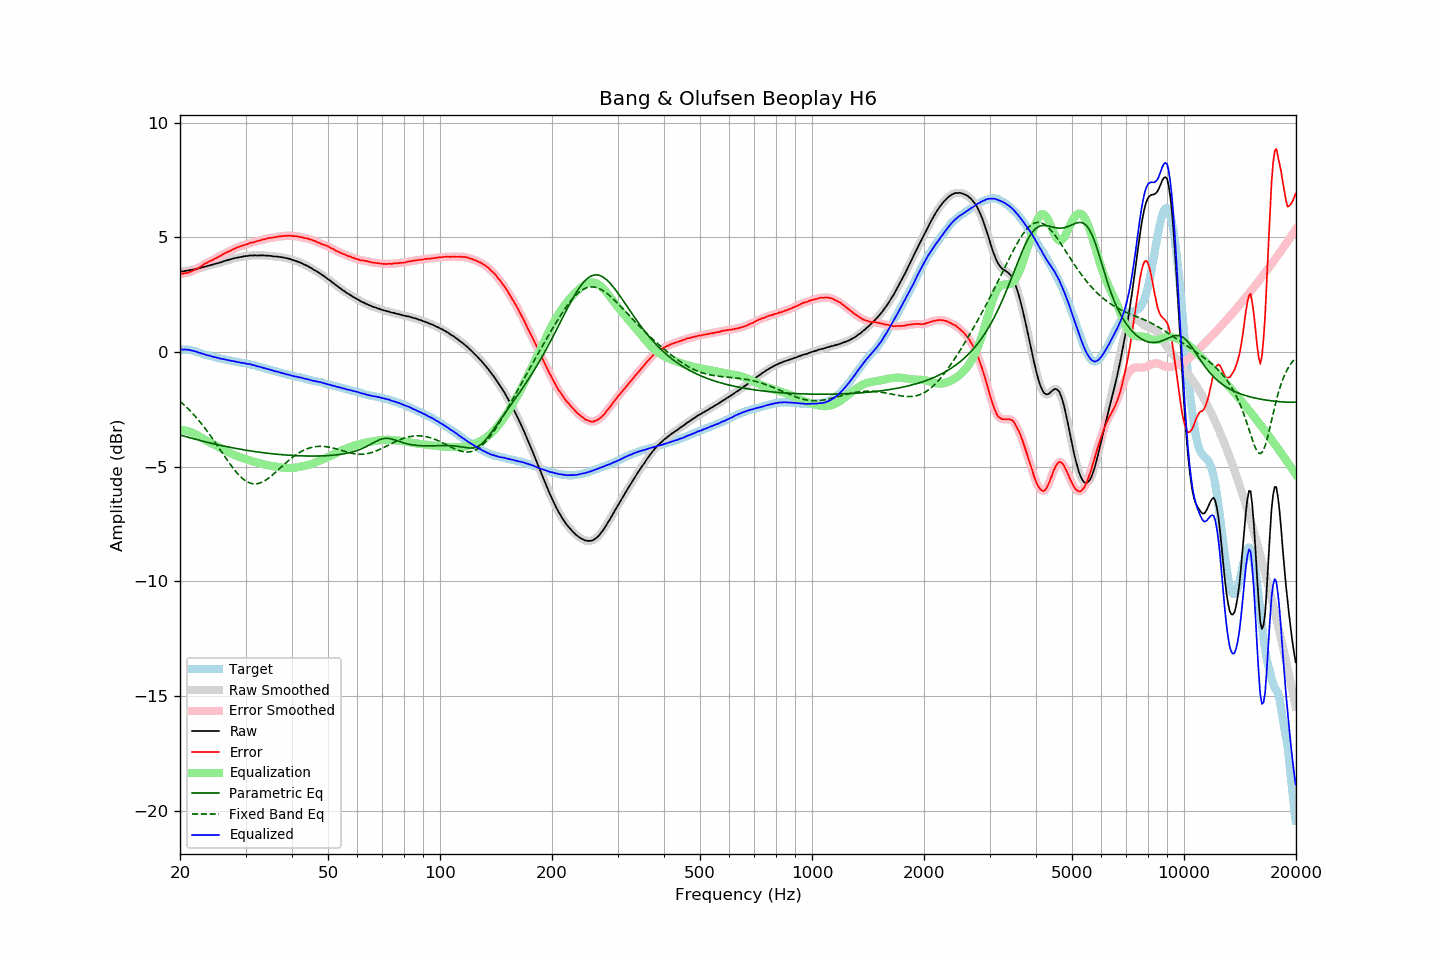 Bang & Olufsen Beoplay H6
Amplitude (dBr)
10
5
0
−5
−10
−15
−20
Target
Raw Smoothed
Error Smoothed
Raw
Error
Equalization
Parametric Eq
Fixed Band Eq
Equalized
20 50 100 200 500 1000 2000 5000 10000 20000
Frequency (Hz)